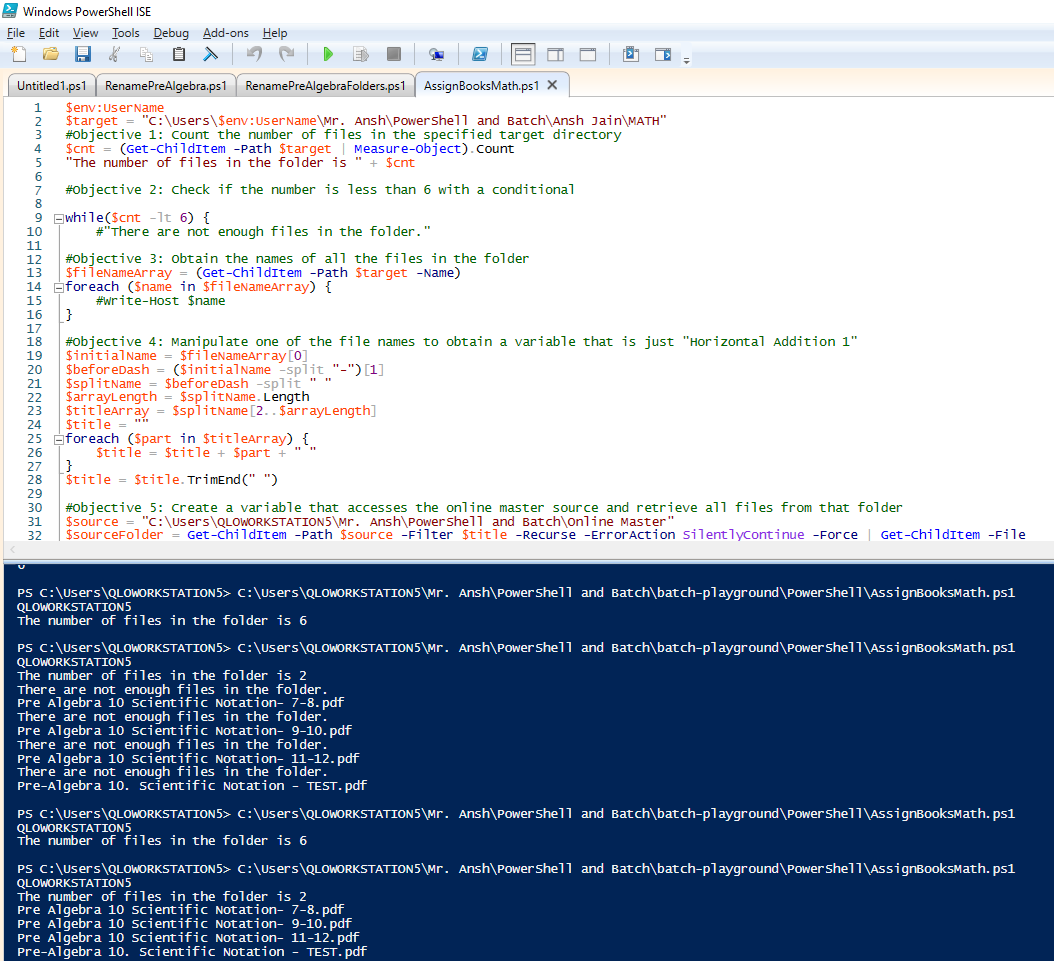 Windows PowerShell ISE
File Edit View Tools Debug Add-ons Help
Untitled1.ps1 RenamePreAlgebra.ps1 RenamePreAlgebraFolders.ps1 AssignBooksMath.ps1 X
1 $env:UserName
2 $target = "C:\Users\$env:UserName\Mr. Ansh\PowerShell and Batch\Ansh Jain\MATH"
3 #Objective 1: Count the number of files in the specified target directory
4 $cnt = (Get-ChildItem -Path $target | Measure-Object).Count
5 "The number of files in the folder is " + $cnt
6
7 #Objective 2: Check if the number is less than 6 with a conditional
8
9 while($cnt -lt 6) {
10 #"There are not enough files in the folder."
11
12 #Objective 3: Obtain the names of all the files in the folder
13 $fileNameArray = (Get-ChildItem -Path $target -Name)
14 foreach ($name in $fileNameArray) {
15 #Write-Host $name
16 }
17
18 #Objective 4: Manipulate one of the file names to obtain a variable that is just "Horizontal Addition 1"
19 $initialName = $fileNameArray[0]
20 $beforeDash = ($initialName -split "-")[1]
21 $splitName = $beforeDash -split " "
22 $arrayLength = $splitName.Length
23 $titleArray = $splitName[2..$arrayLength]
24 $title = ""
25 foreach ($part in $titleArray) {
26 $title = $title + $part + " "
27 }
28 $title = $title.TrimEnd(" ")
29
30 #Objective 5: Create a variable that accesses the online master source and retrieve all files from that folder
31 $source = "C:\Users\QLOWORKSTATION5\Mr. Ansh\PowerShell and Batch\Online Master"
32 $sourceFolder = Get-ChildItem -Path $source -Filter $title -Recurse -ErrorAction SilentlyContinue -Force | Get-ChildItem -File
PS C:\Users\QLOWORKSTATION5> C:\Users\QLOWORKSTATION5\Mr. Ansh\PowerShell and Batch\batch-playground\PowerShell\AssignBooksMath.ps1
QLOWORKSTATION5
The number of files in the folder is 6
PS C:\Users\QLOWORKSTATION5> C:\Users\QLOWORKSTATION5\Mr. Ansh\PowerShell and Batch\batch-playground\PowerShell\AssignBooksMath.ps1
QLOWORKSTATION5
The number of files in the folder is 2
There are not enough files in the folder.
Pre Algebra 10 Scientific Notation- 7-8.pdf
There are not enough files in the folder.
Pre Algebra 10 Scientific Notation- 9-10.pdf
There are not enough files in the folder.
Pre Algebra 10 Scientific Notation- 11-12.pdf
There are not enough files in the folder.
Pre-Algebra 10. Scientific Notation - TEST.pdf
PS C:\Users\QLOWORKSTATION5> C:\Users\QLOWORKSTATION5\Mr. Ansh\PowerShell and Batch\batch-playground\PowerShell\AssignBooksMath.ps1
QLOWORKSTATION5
The number of files in the folder is 6
PS C:\Users\QLOWORKSTATION5> C:\Users\QLOWORKSTATION5\Mr. Ansh\PowerShell and Batch\batch-playground\PowerShell\AssignBooksMath.ps1
QLOWORKSTATION5
The number of files in the folder is 2
Pre Algebra 10 Scientific Notation- 7-8.pdf
Pre Algebra 10 Scientific Notation- 9-10.pdf
Pre Algebra 10 Scientific Notation- 11-12.pdf
Pre-Algebra 10. Scientific Notation - TEST.pdf